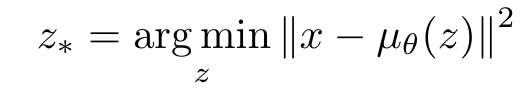 z_* = \arg\min_z \|x − μ_θ(z)\|^2